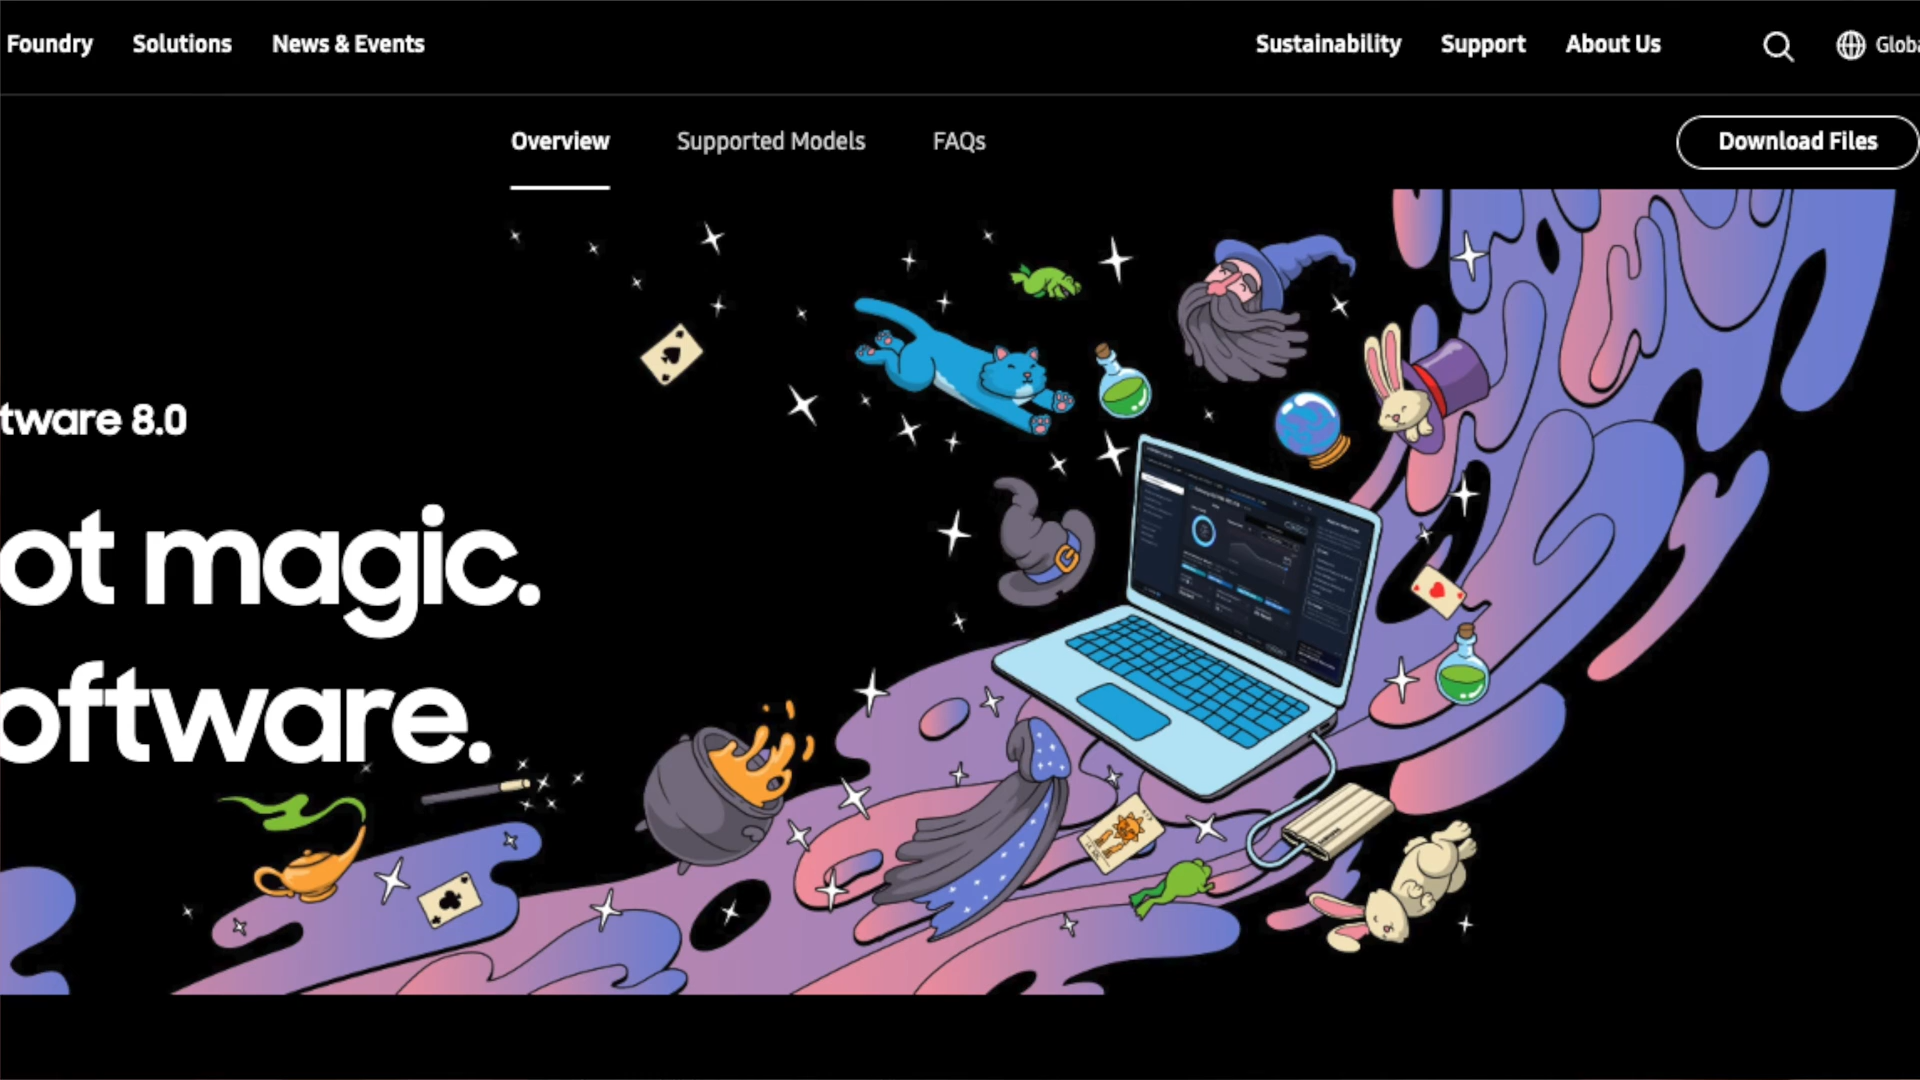 Foundry Solutions News & Events Sustainability Support About Us Globa
Overview Supported Models FAQs Download Files
tware 8.0
ot magic.
oftware.